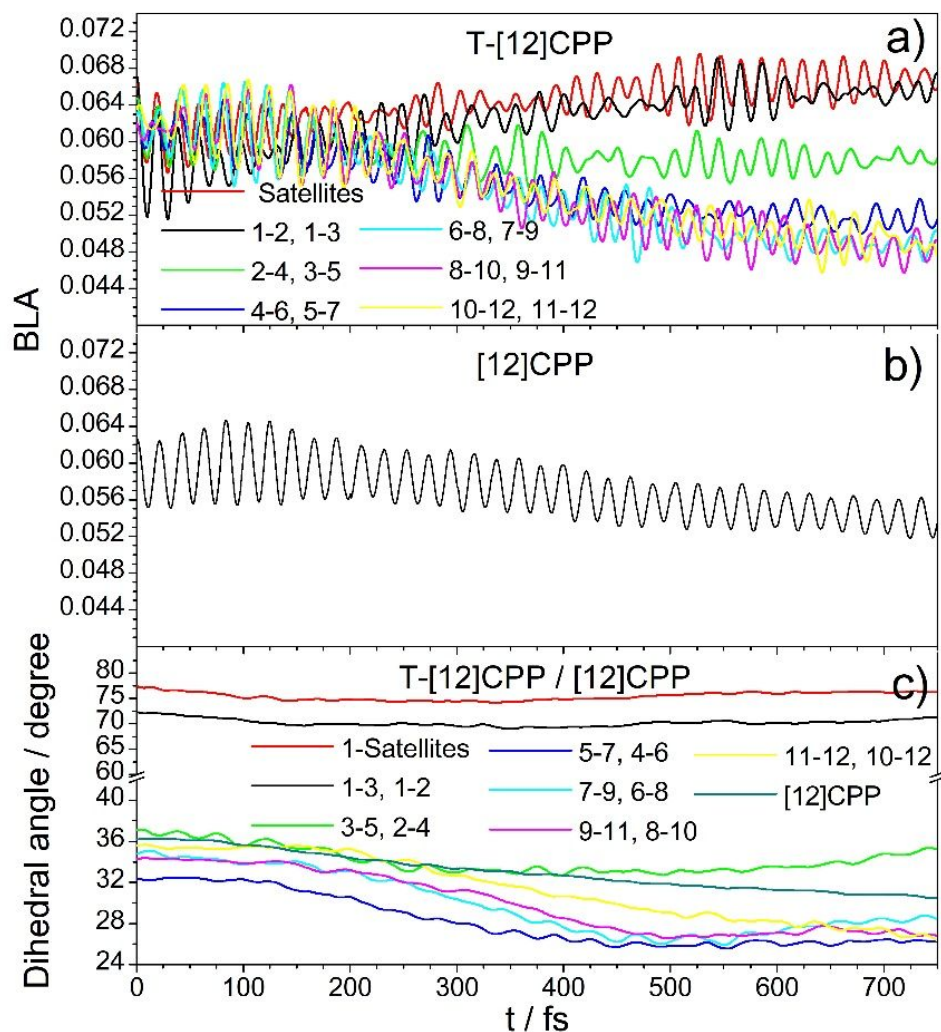 T-[12]CPP
a)
0.072
0.068
0.064
0.060
0.056
0.052
0.048
0.044
Satellites
1-2, 1-3
2-4, 3-5
4-6, 5-7
6-8, 7-9
8-10, 9-11
10-12, 11-12
BLA
[12]CPP
b)
0.072
0.068
0.064
0.060
0.056
0.052
0.048
0.044
T-[12]CPP / [12]CPP
c)
80
75
70
65
60
40
36
32
28
24
1-Satellites
1-3, 1-2
3-5, 2-4
5-7, 4-6
7-9, 6-8
9-11, 8-10
11-12, 10-12
[12]CPP
Dihedral angle / degree
0 100 200 300 400 500 600 700
t / fs